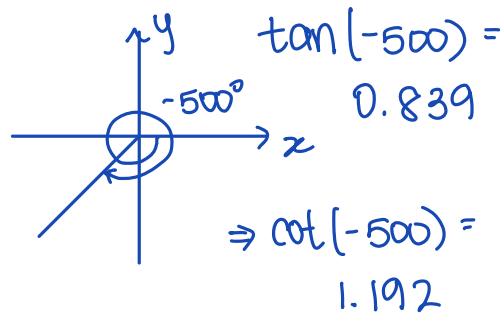 y
tan(-500) =
0.839
-500°
x
⇒ cot(-500) =
1.192